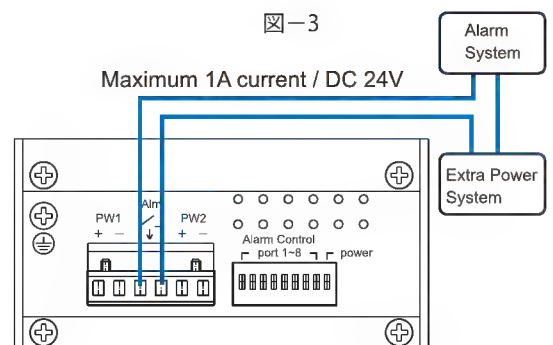 図－3
Alarm
System
Maximum 1A current / DC 24V
Extra Power
System
Alm
PW1
PW2
+ －
+ －
Alarm Control
port 1~8
power